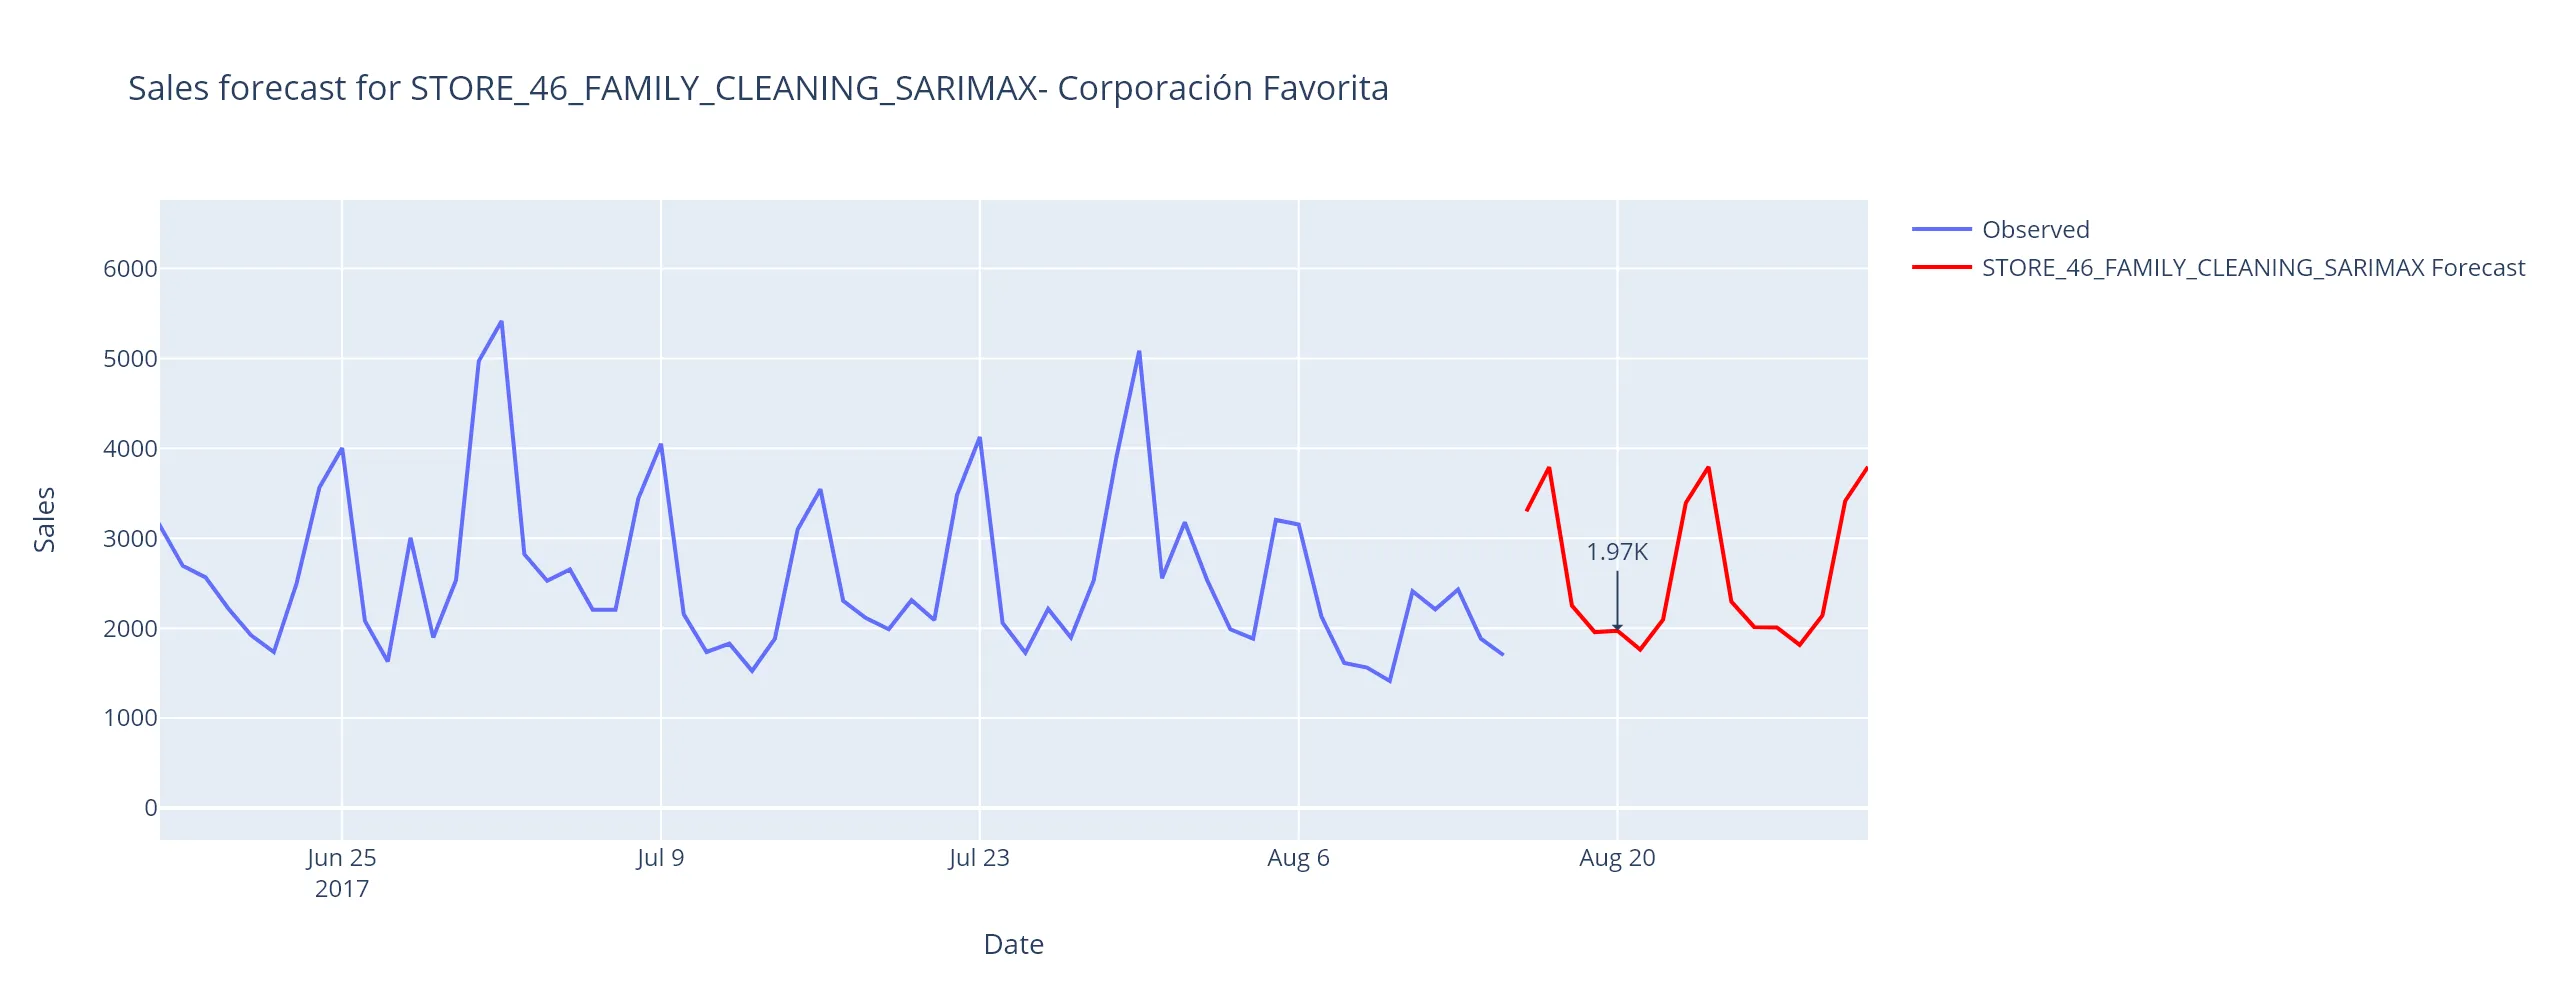 Sales forecast for STORE_46_FAMILY_CLEANING_SARIMAX- Corporación Favorita
Observed
STORE_46_FAMILY_CLEANING_SARIMAX Forecast
6000
5000
4000
3000
2000
1000
0
Sales
1.97K
Jun 25
2017
Jul 9
Jul 23
Aug 6
Aug 20
Date